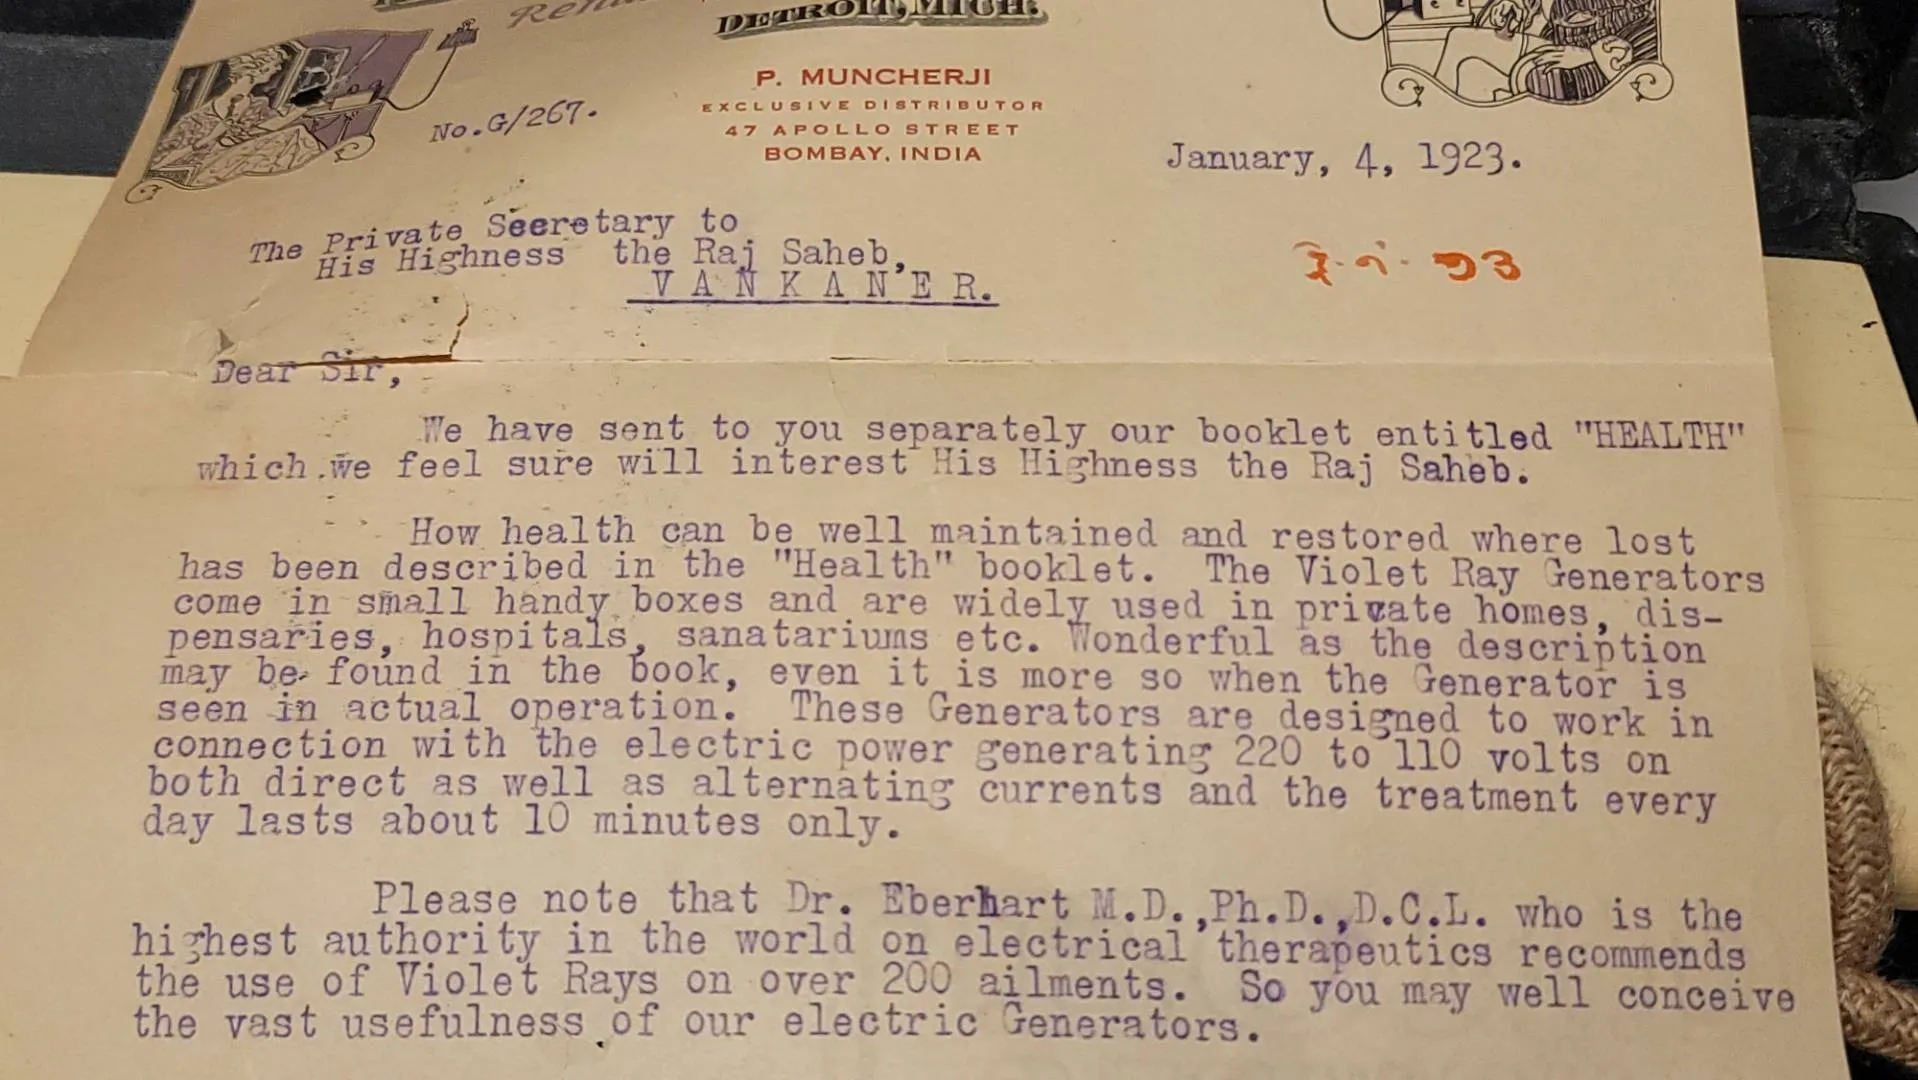 DETROIT, MICH.
P. MUNCHERJI
EXCLUSIVE DISTRIBUTOR
47 APOLLO STREET
BOMBAY, INDIA
No.G/267.
January, 4, 1923.
The Private Secretary to
His Highness the Raj Saheb,
VANKANER.
Dear Sir,
We have sent to you separately our booklet entitled "HEALTH"
which we feel sure will interest His Highness the Raj Saheb.
How health can be well maintained and restored where lost
has been described in the "Health" booklet. The Violet Ray Generators
come in small handy boxes and are widely used in private homes, dis-
pensaries, hospitals, sanatariums etc. Wonderful as the description
may be found in the book, even it is more so when the Generator is
seen in actual operation. These Generators are designed to work in
connection with the electric power generating 220 to 110 volts on
both direct as well as alternating currents and the treatment every
day lasts about 10 minutes only.
Please note that Dr. Eberhart M.D.,Ph.D.,D.C.L. who is the
highest authority in the world on electrical therapeutics recommends
the use of Violet Rays on over 200 ailments. So you may well conceive
the vast usefulness of our electric Generators.